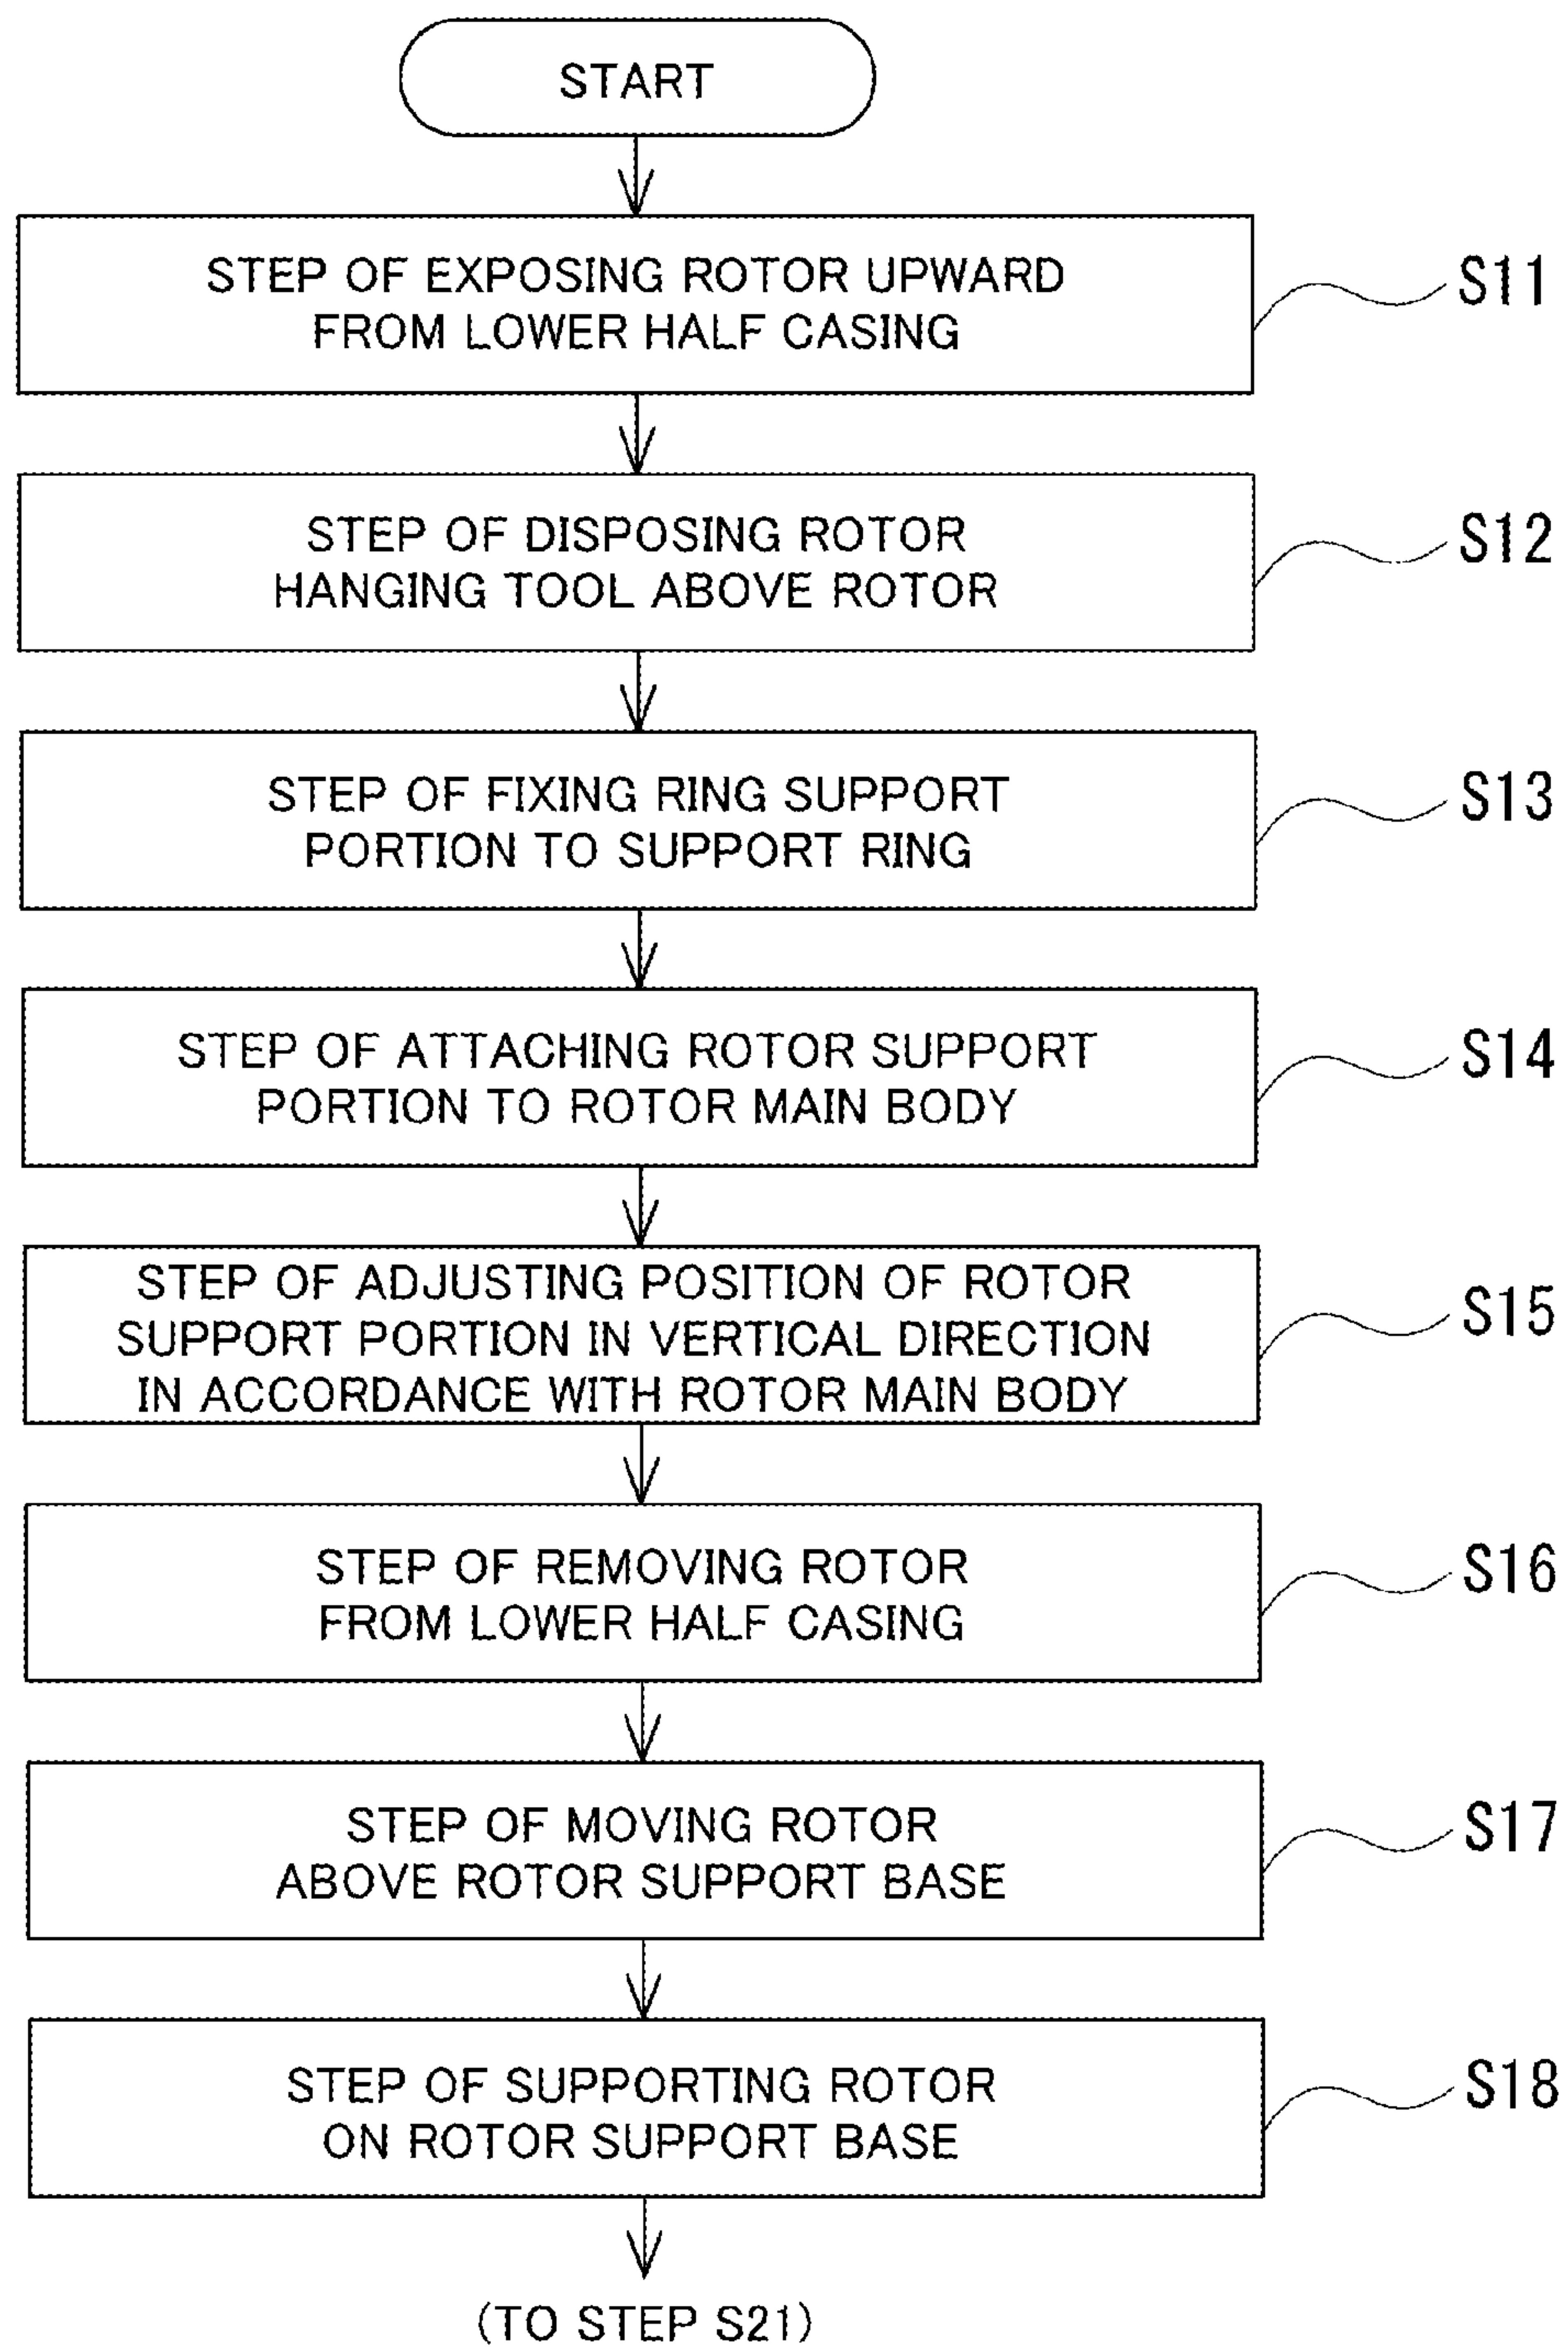 START
STEP OF EXPOSING ROTOR UPWARD
FROM LOWER HALF CASING
S11
STEP OF DISPOSING ROTOR
HANGING TOOL ABOVE ROTOR
S12
STEP OF FIXING RING SUPPORT
PORTION TO SUPPORT RING
S13
STEP OF ATTACHING ROTOR SUPPORT
PORTION TO ROTOR MAIN BODY
S14
STEP OF ADJUSTING POSITION OF ROTOR
SUPPORT PORTION IN VERTICAL DIRECTION
IN ACCORDANCE WITH ROTOR MAIN BODY
S15
STEP OF REMOVING ROTOR
FROM LOWER HALF CASING
S16
STEP OF MOVING ROTOR
ABOVE ROTOR SUPPORT BASE
S17
STEP OF SUPPORTING ROTOR
ON ROTOR SUPPORT BASE
S18
(TO STEP S21)